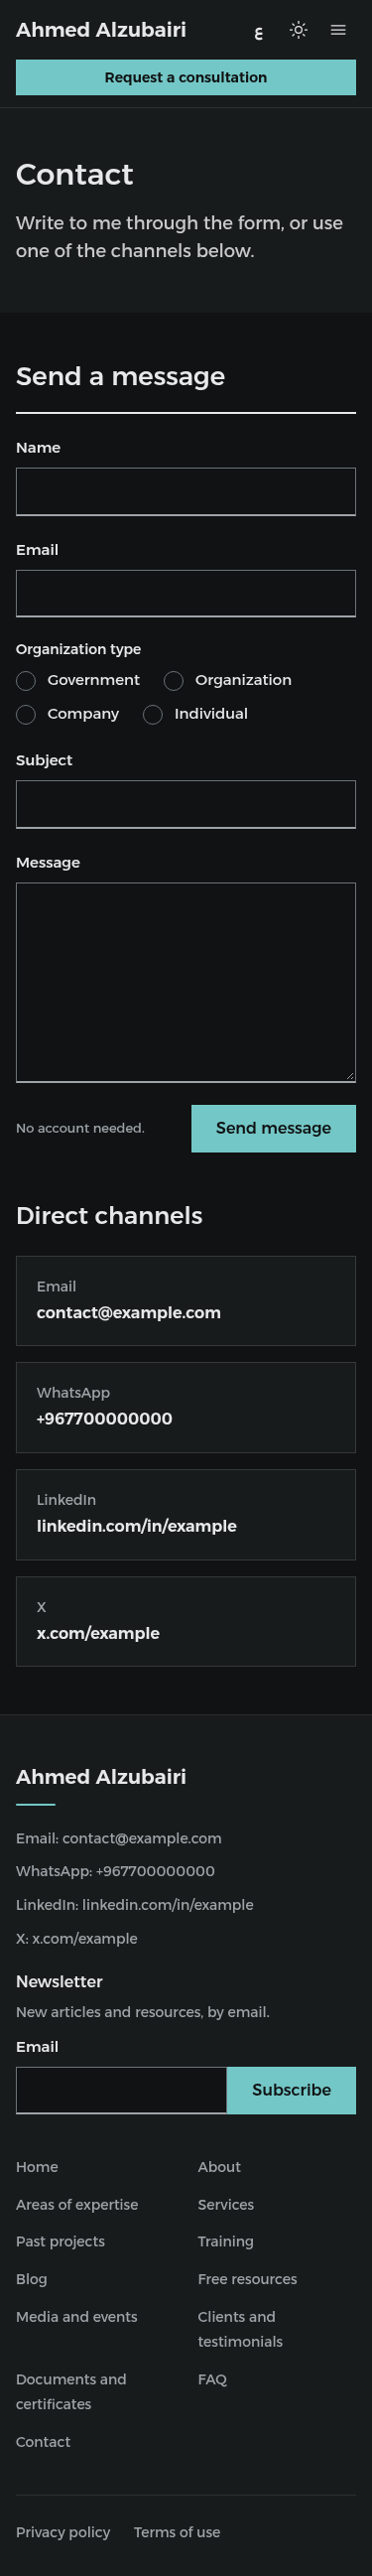 Ahmed Alzubairi
ع
Request a consultation
Contact
Write to me through the form, or use
one of the channels below.
Send a message
Name
Email
Organization type
Government
Organization
Company
Individual
Subject
Message
No account needed.
Send message
Direct channels
Email
contact@example.com
WhatsApp
+967700000000
LinkedIn
linkedin.com/in/example
X
x.com/example
Ahmed Alzubairi
Email: contact@example.com
WhatsApp: +967700000000
LinkedIn: linkedin.com/in/example
X: x.com/example
Newsletter
New articles and resources, by email.
Email
Subscribe
Home
About
Areas of expertise
Services
Past projects
Training
Blog
Free resources
Media and events
Clients and
testimonials
Documents and
certificates
FAQ
Contact
Privacy policy
Terms of use